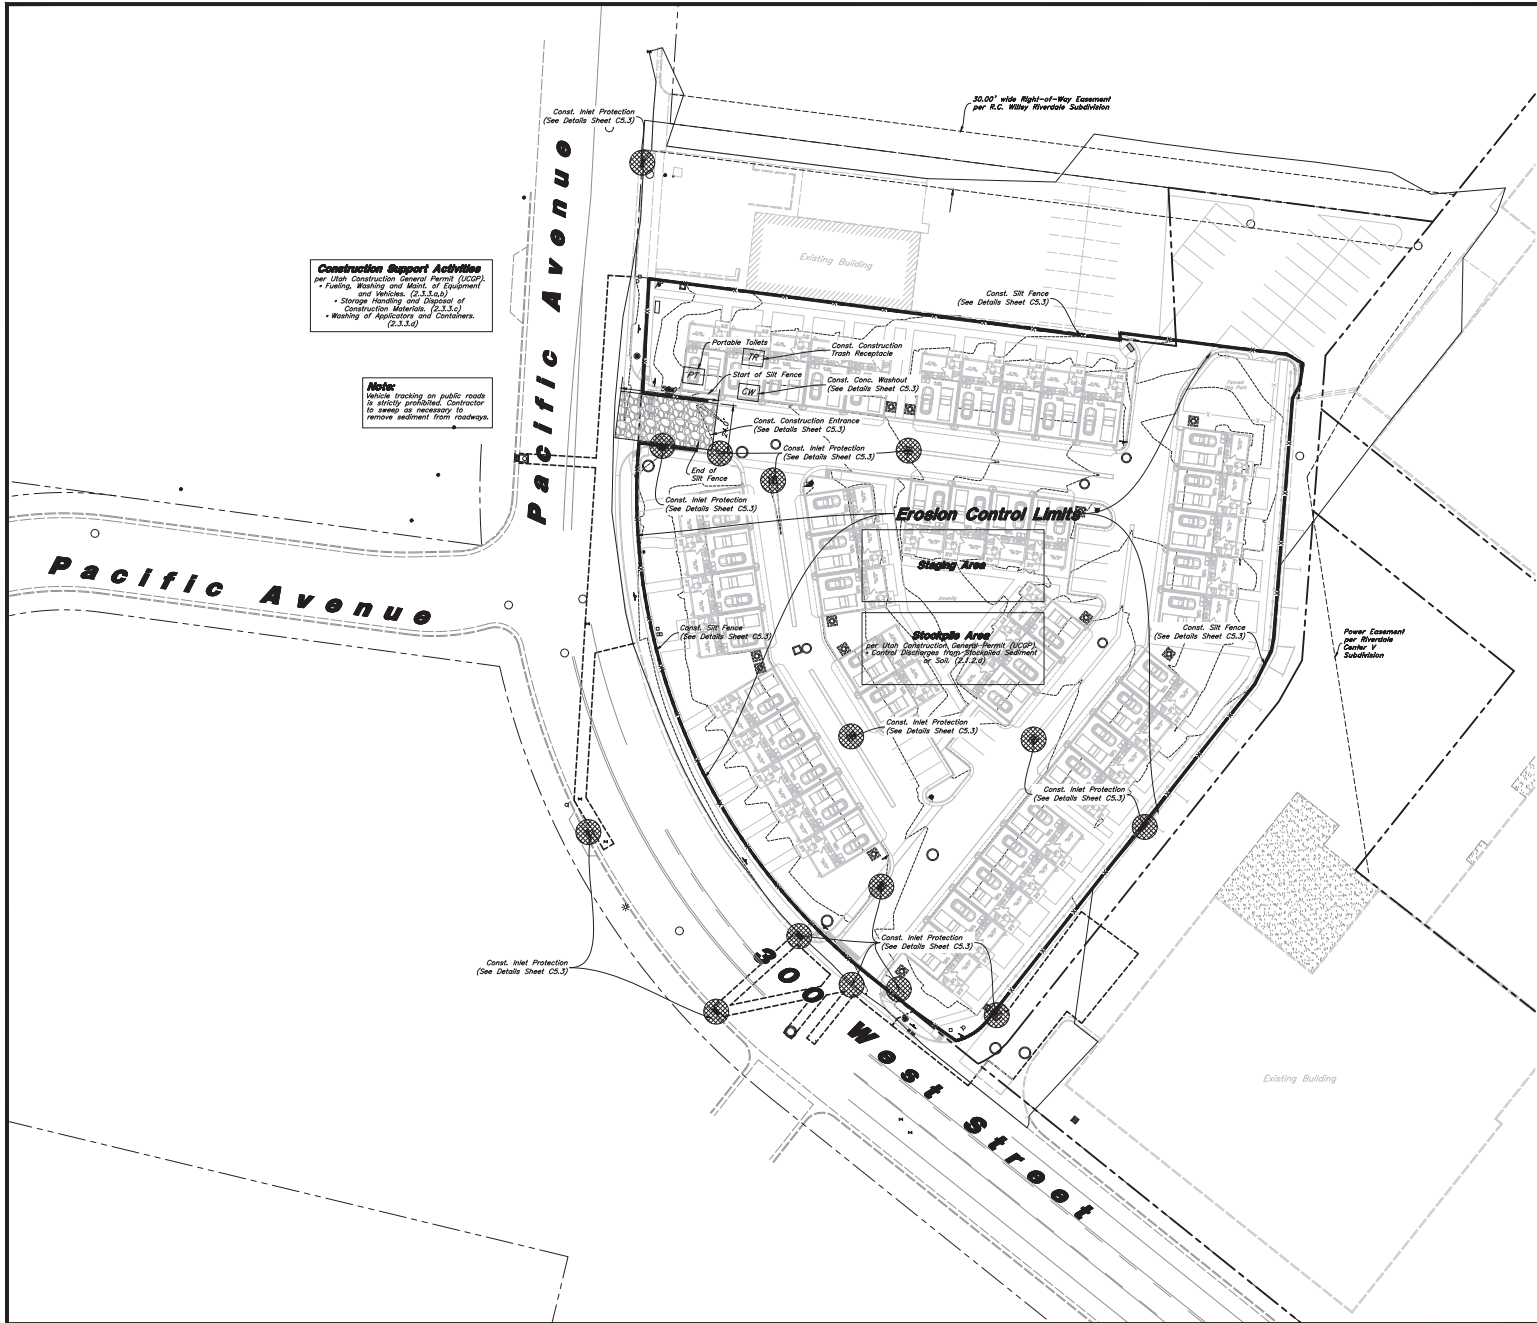 Const. Inlet Protection
(See Details Sheet C5.3)
30.00' wide Right-of-Way Easement
per R.C. Willey Riverdale Subdivision
Pacific Avenue
Existing Building
Construction Support Activities
per Utah Construction General Permit (UCGP).
• Fueling, Washing and Maint. of Equipment
and Vehicles. (2.3.3.a,b)
• Storage Handling and Disposal of
Construction Materials. (2.3.3.c)
• Washing of Applicators and Containers.
(2.3.3.d)
Const. Silt Fence
(See Details Sheet C5.3)
Portable Toilets
PT
TR
Const. Construction
Trash Receptacle
Start of Silt Fence
CW
Const. Conc. Washout
(See Details Sheet C5.3)
Note:
Vehicle tracking on public roads
is strictly prohibited. Contractor
to sweep as necessary to
remove sediment from roadways.
24.0'
Const. Construction Entrance
(See Details Sheet C5.3)
Const. Inlet Protection
(See Details Sheet C5.3)
End of
Silt Fence
Const. Inlet Protection
(See Details Sheet C5.3)
Erosion Control Limits
Staging Area
Amenity
Pacific Avenue
Stockpile Area
per Utah Construction General Permit (UCGP).
• Control Discharges from Stockpiled Sediment
or Soil. (2.1.2.d)
Const. Silt Fence
(See Details Sheet C5.3)
Const. Silt Fence
(See Details Sheet C5.3)
Power Easement
per Riverdale
Center V
Subdivision
Const. Inlet Protection
(See Details Sheet C5.3)
Const. Inlet Protection
(See Details Sheet C5.3)
Const. Inlet Protection
(See Details Sheet C5.3)
Const. Inlet Protection
(See Details Sheet C5.3)
300 West Street
Existing Building